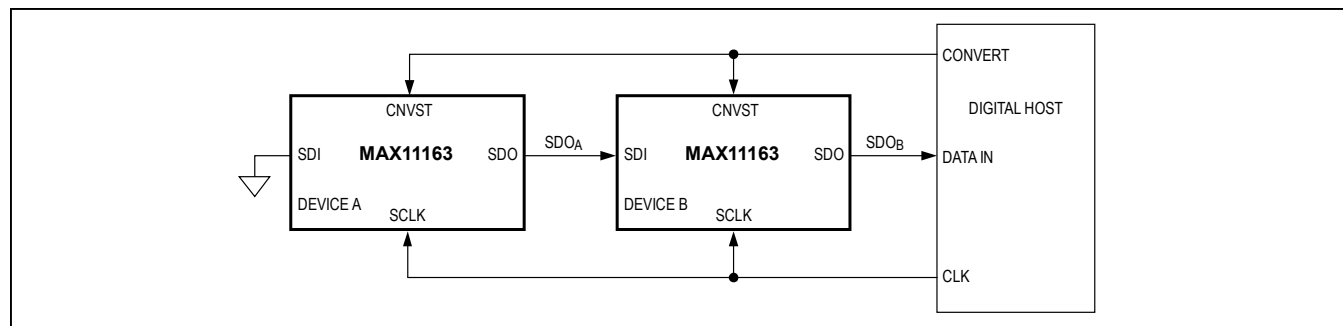 CONVERT
CNVST
CNVST
DIGITAL HOST
SDI MAX11163 SDO SDOA SDI MAX11163 SDO SDOB DATA IN
DEVICE A
DEVICE B
SCLK
SCLK
CLK